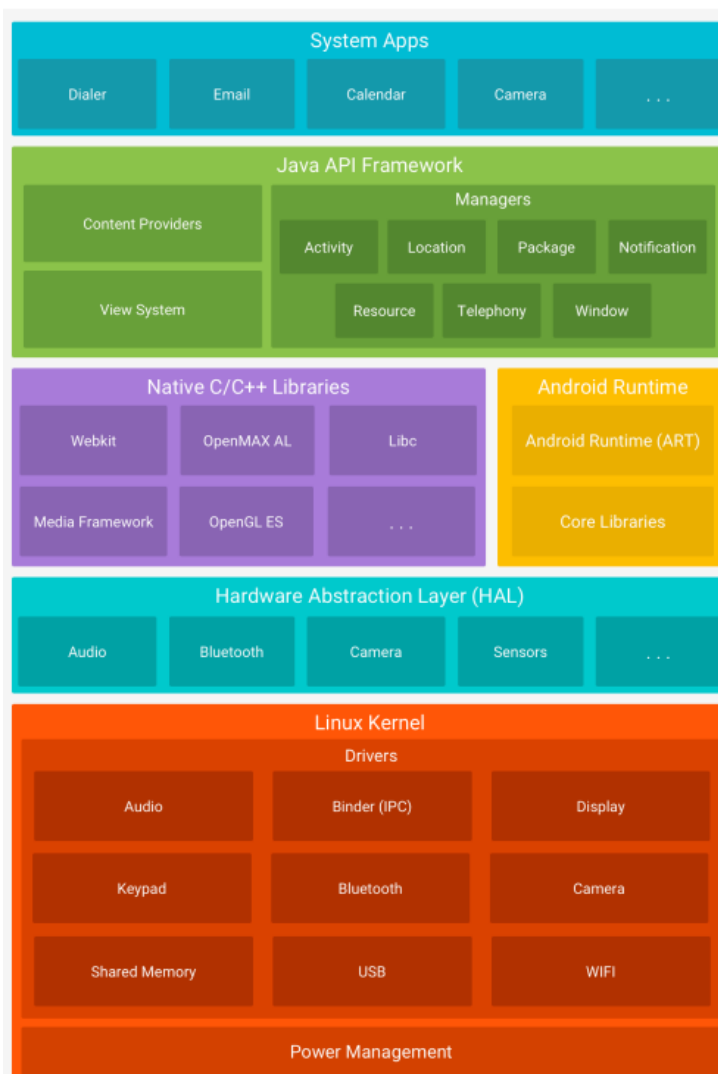 System Apps
Dialer Email Calendar Camera . . .
Java API Framework
Content Providers
View System
Managers
Activity Location Package Notification
Resource Telephony Window
Native C/C++ Libraries
Webkit OpenMAX AL Libc
Media Framework OpenGL ES . . .
Android Runtime
Android Runtime (ART)
Core Libraries
Hardware Abstraction Layer (HAL)
Audio Bluetooth Camera Sensors . . .
Linux Kernel
Drivers
Audio Binder (IPC) Display
Keypad Bluetooth Camera
Shared Memory USB WIFI
Power Management